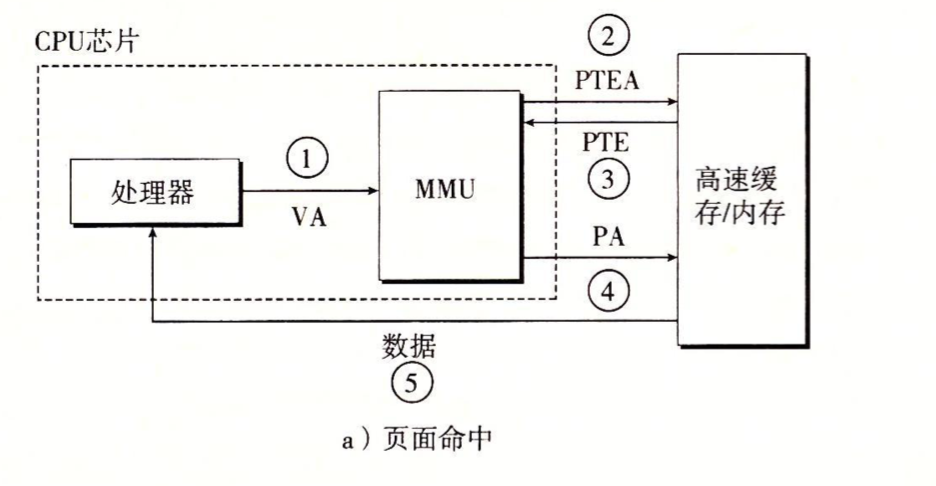 CPU芯片
②
PTEA
PTE
③
①
处理器
VA
MMU
高速缓
存/内存
PA
④
数据
⑤
a）页面命中